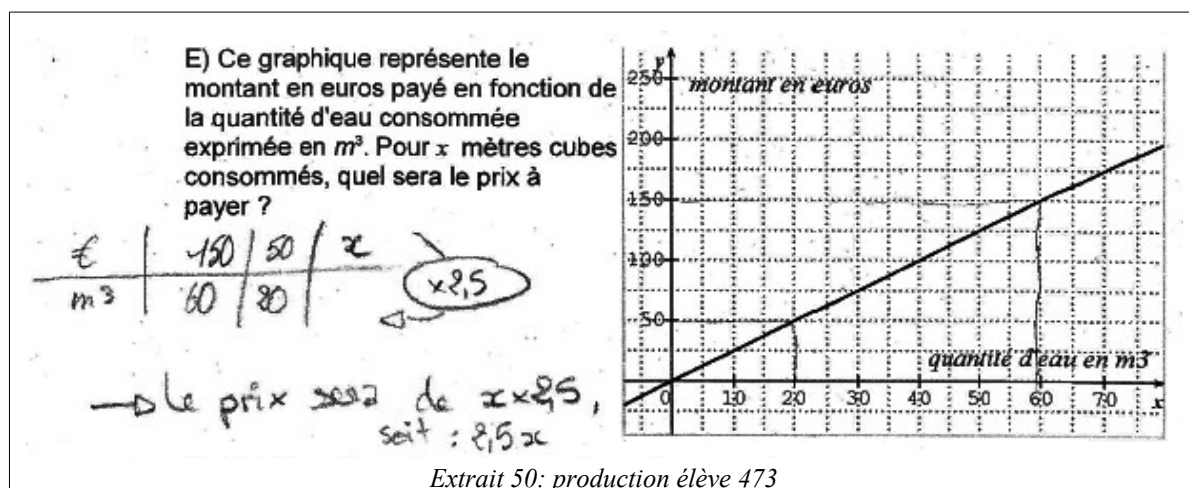 E) Ce graphique représente le
montant en euros payé en fonction de
la quantité d'eau consommée
exprimée en m³. Pour x mètres cubes
consommés, quel sera le prix à
payer ?
€ 150 50 x
m³ 60 20
×2,5
→ Le prix sera de x×2,5,
soit : 2,5x
y
montant en euros
250
200
150
100
50
quantité d'eau en m3
0 10 20 30 40 50 60 70 x
Extrait 50: production élève 473